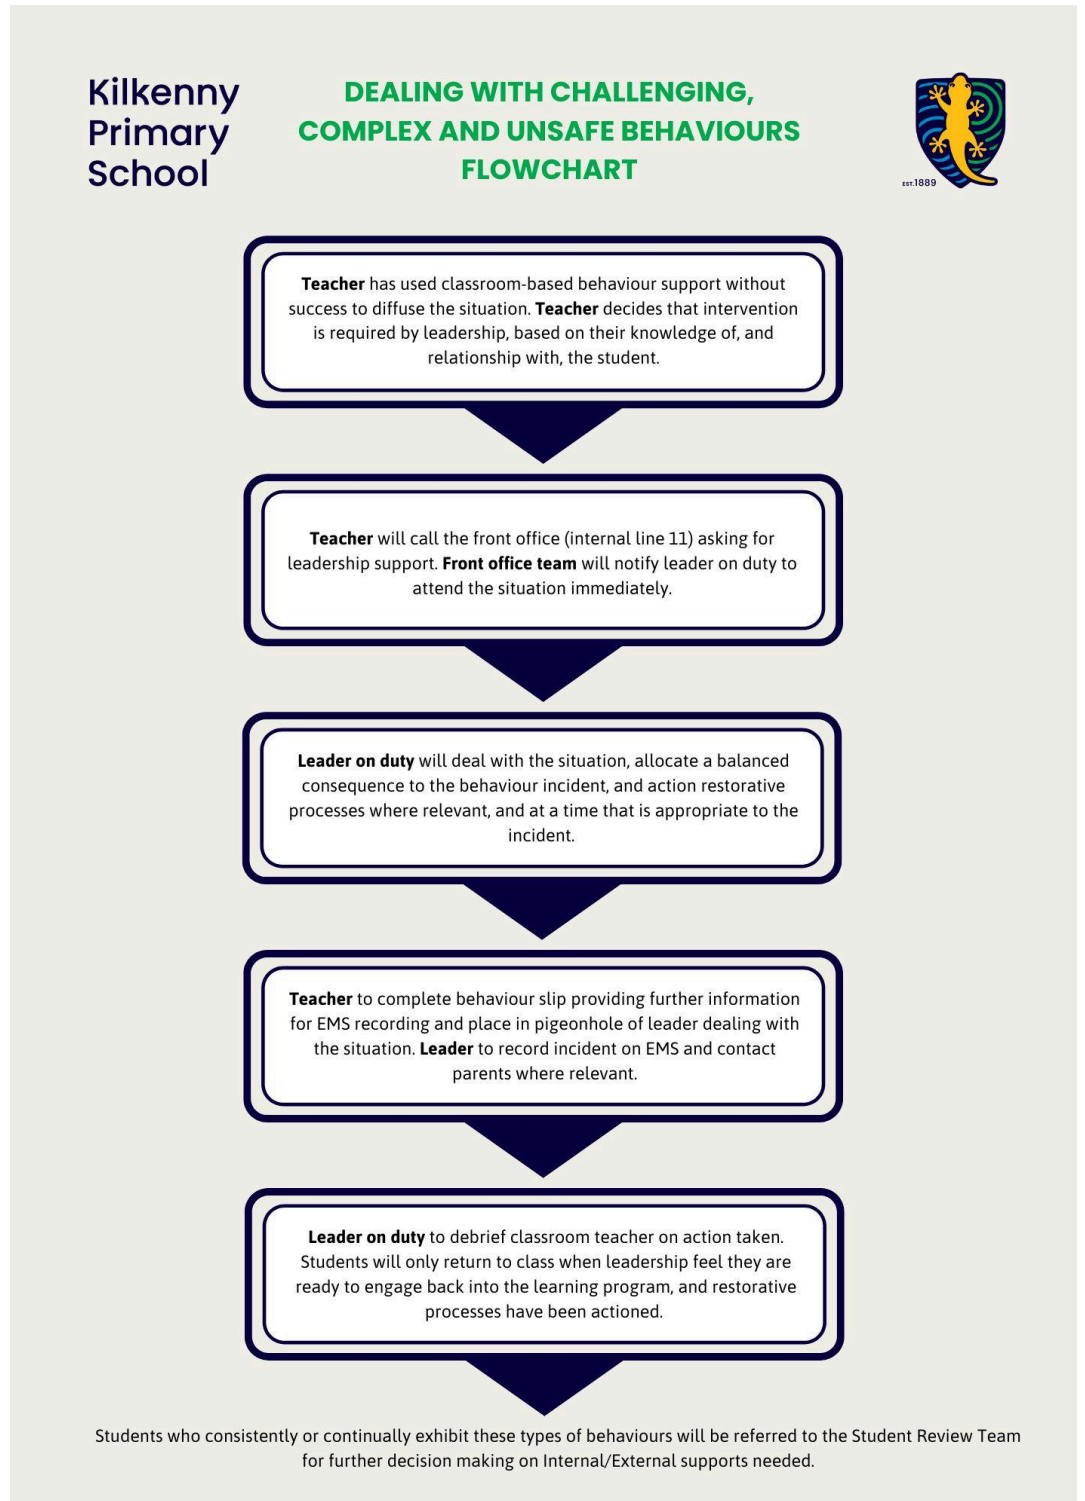 Kilkenny
Primary
School
DEALING WITH CHALLENGING,
COMPLEX AND UNSAFE BEHAVIOURS
FLOWCHART
EST.1889
Teacher has used classroom-based behaviour support without
success to diffuse the situation. Teacher decides that intervention
is required by leadership, based on their knowledge of, and
relationship with, the student.
Teacher will call the front office (internal line 11) asking for
leadership support. Front office team will notify leader on duty to
attend the situation immediately.
Leader on duty will deal with the situation, allocate a balanced
consequence to the behaviour incident, and action restorative
processes where relevant, and at a time that is appropriate to the
incident.
Teacher to complete behaviour slip providing further information
for EMS recording and place in pigeonhole of leader dealing with
the situation. Leader to record incident on EMS and contact
parents where relevant.
Leader on duty to debrief classroom teacher on action taken.
Students will only return to class when leadership feel they are
ready to engage back into the learning program, and restorative
processes have been actioned.
Students who consistently or continually exhibit these types of behaviours will be referred to the Student Review Team
for further decision making on Internal/External supports needed.